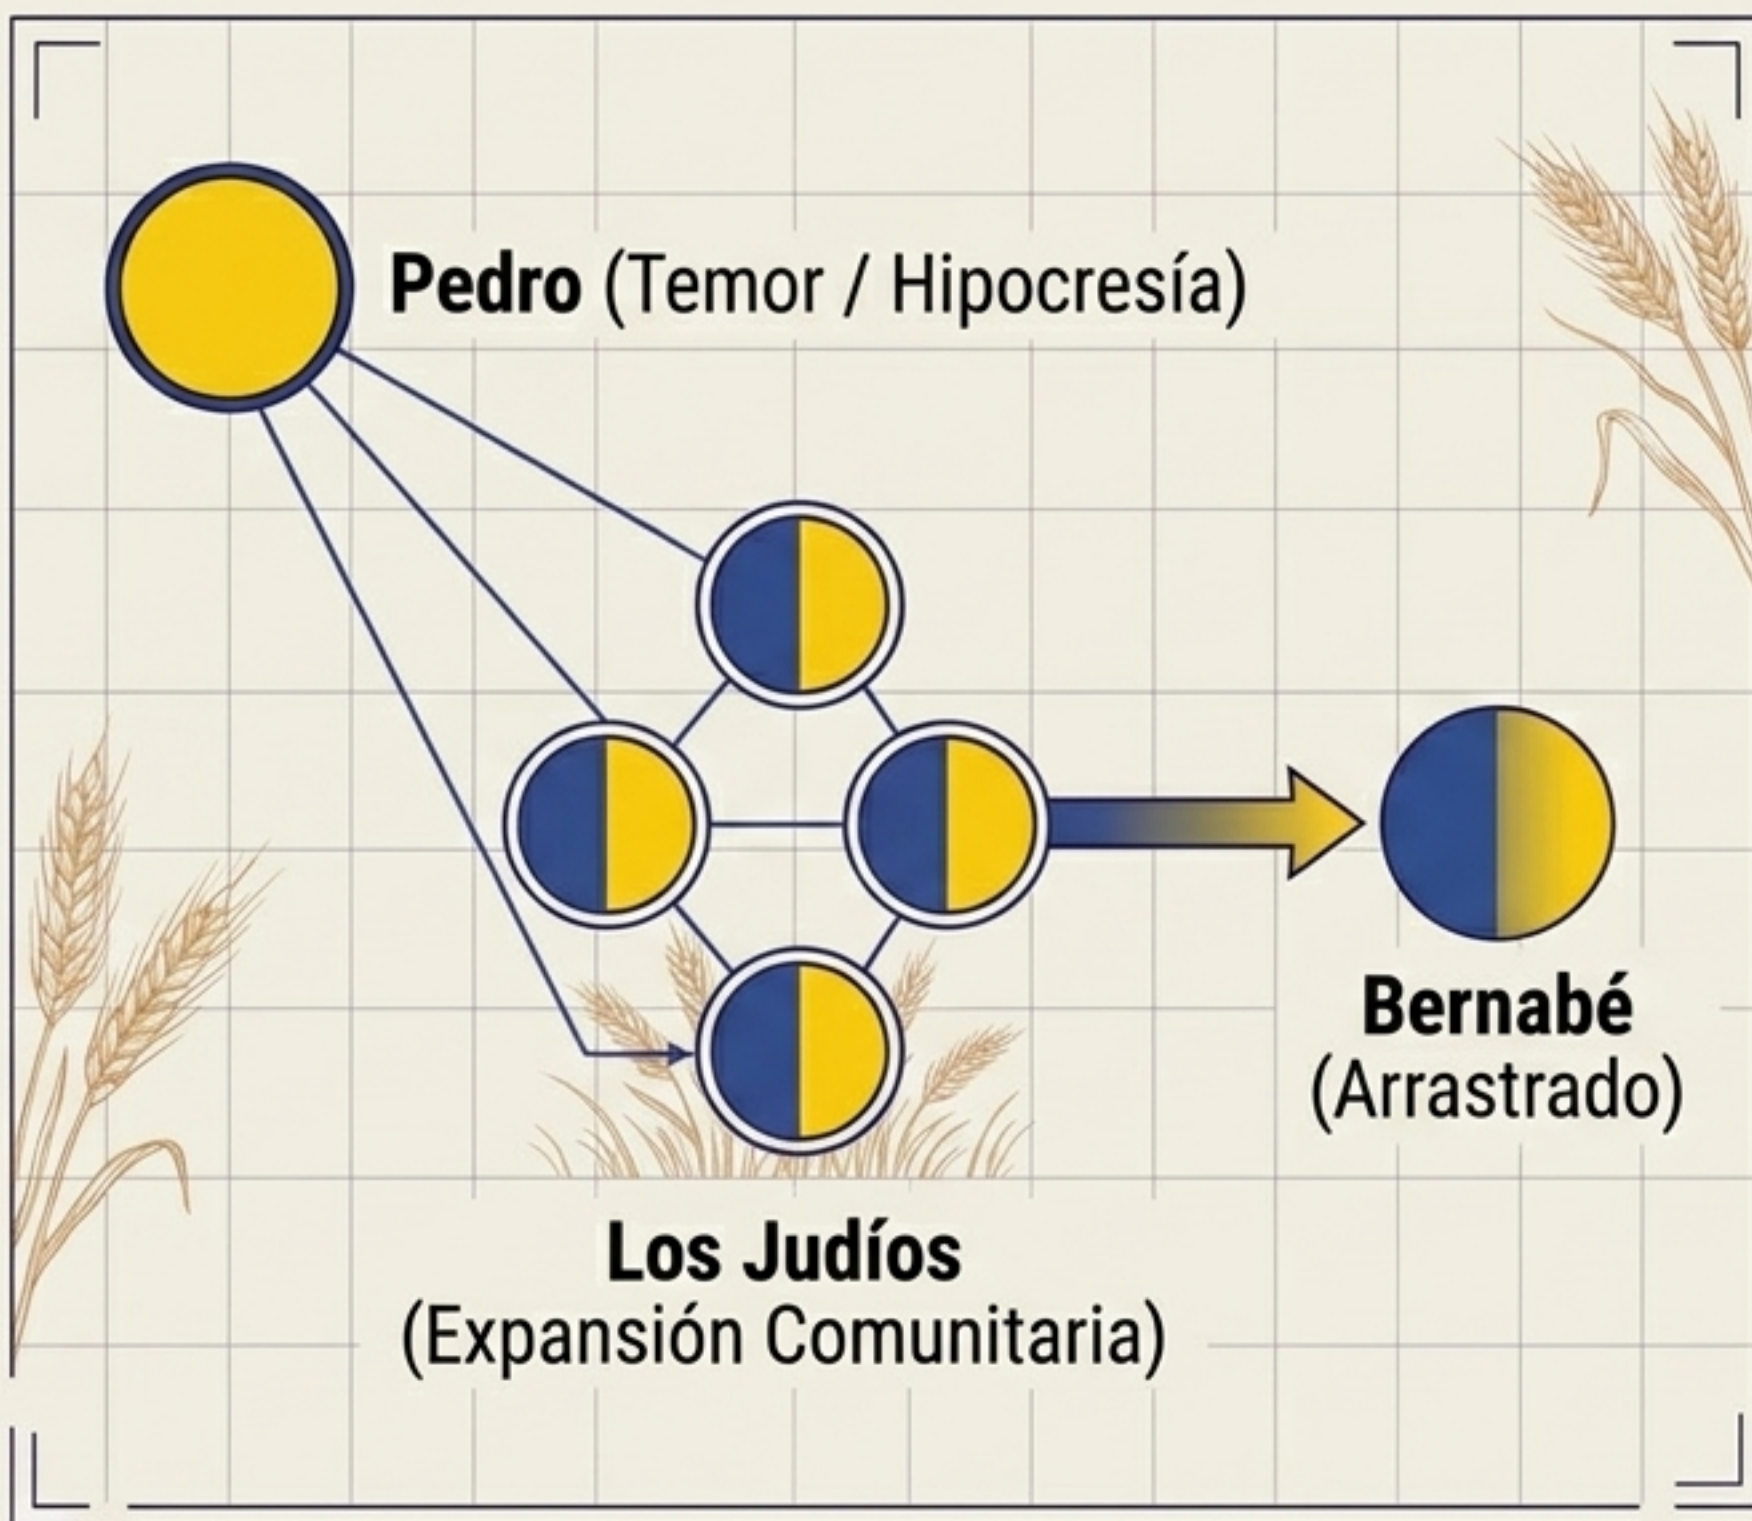 Pedro (Temor / Hipocresía)
Bernabé
(Arrastrado)
Los Judíos
(Expansión Comunitaria)